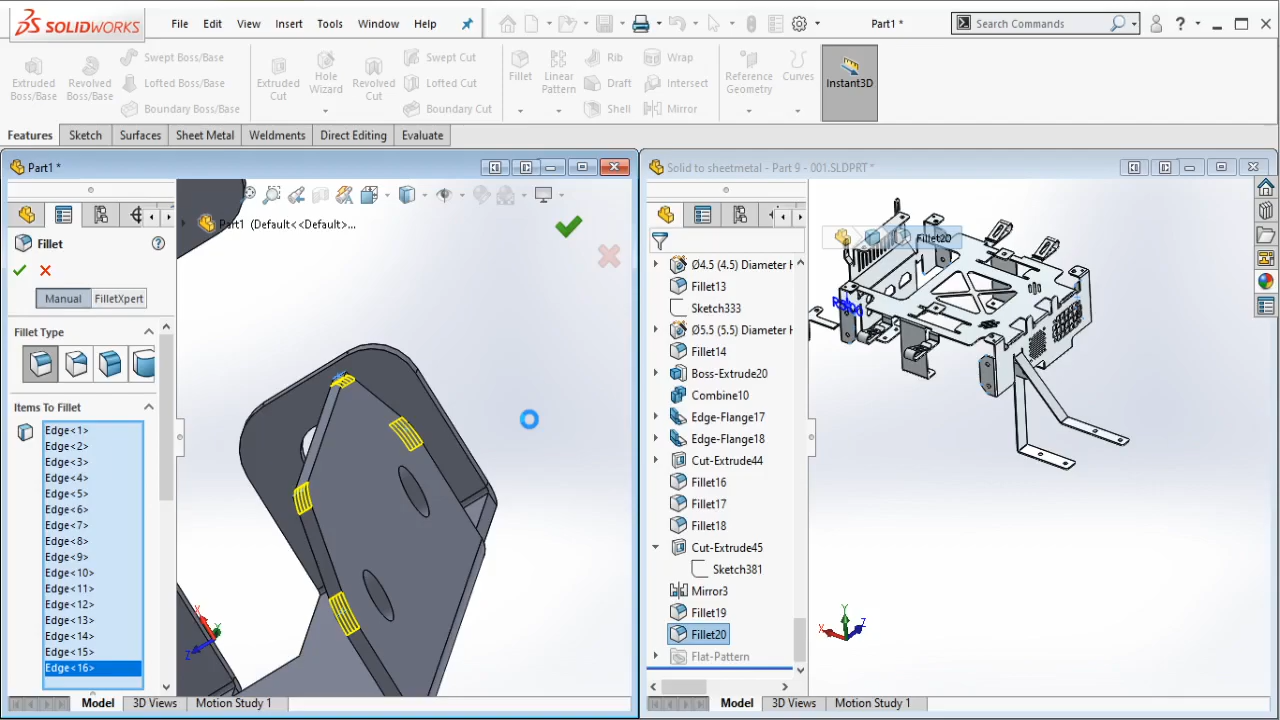 SOLIDWORKS File Edit View Insert Tools Window Help Part1 * Search Commands ?
Extruded Boss/Base
Revolved Boss/Base
Swept Boss/Base
Lofted Boss/Base
Boundary Boss/Base
Extruded Cut
Hole Wizard
Revolved Cut
Swept Cut
Lofted Cut
Boundary Cut
Fillet
Linear Pattern
Rib
Draft
Shell
Wrap
Intersect
Mirror
Reference Geometry
Curves
Instant3D
Features Sketch Surfaces Sheet Metal Weldments Direct Editing Evaluate
Part1 *
Part1 (Default<<Default>...
Fillet
Manual FilletXpert
Fillet Type
Items To Fillet
Edge<1>
Edge<2>
Edge<3>
Edge<4>
Edge<5>
Edge<6>
Edge<7>
Edge<8>
Edge<9>
Edge<10>
Edge<11>
Edge<12>
Edge<13>
Edge<14>
Edge<15>
Edge<16>
X
Y
Z
Model 3D Views Motion Study 1
Solid to sheetmetal - Part 9 - 001.SLDPRT *
Fillet20
Ø4.5 (4.5) Diameter H
Fillet13
Sketch333
Ø5.5 (5.5) Diameter H
Fillet14
Boss-Extrude20
Combine10
Edge-Flange17
Edge-Flange18
Cut-Extrude44
Fillet16
Fillet17
Fillet18
Cut-Extrude45
Sketch381
Mirror3
Fillet19
Fillet20
Flat-Pattern
Y
X
Z
Model 3D Views Motion Study 1